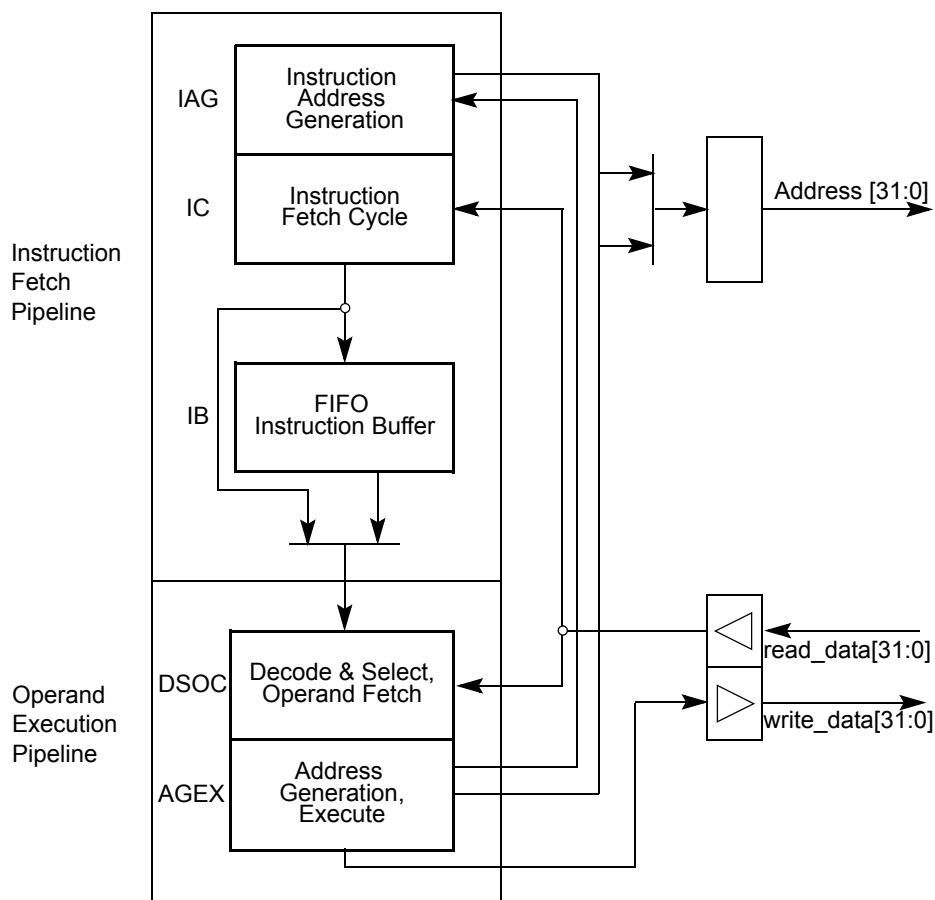 IAG
Instruction
Address
Generation
IC
Instruction
Fetch Cycle
Address [31:0]
Instruction
Fetch
Pipeline
IB
FIFO
Instruction Buffer
read_data[31:0]
DSOC
Decode & Select,
Operand Fetch
write_data[31:0]
Operand
Execution
Pipeline
AGEX
Address
Generation,
Execute